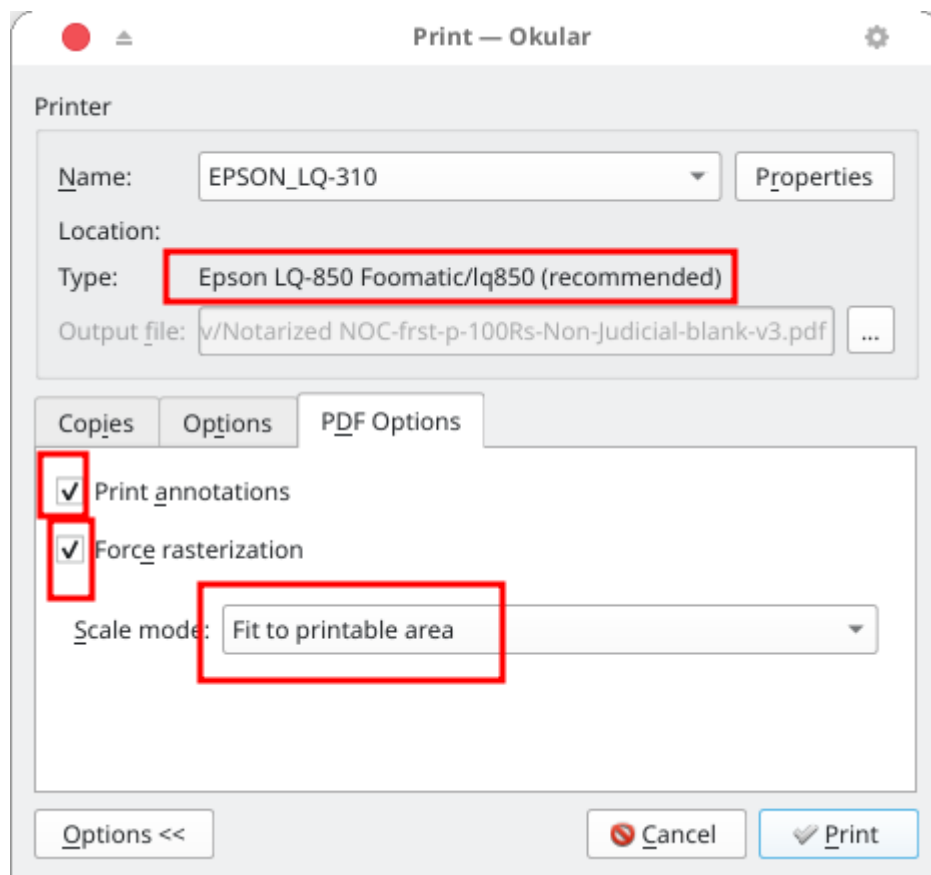 Print — Okular
Printer
Name: EPSON_LQ-310 Properties
Location:
Type: Epson LQ-850 Foomatic/lq850 (recommended)
Output file: v/Notarized NOC-frst-p-100Rs-Non-Judicial-blank-v3.pdf ...
Copies Options PDF Options
Print annotations
Force rasterization
Scale mode: Fit to printable area
Options << Cancel Print